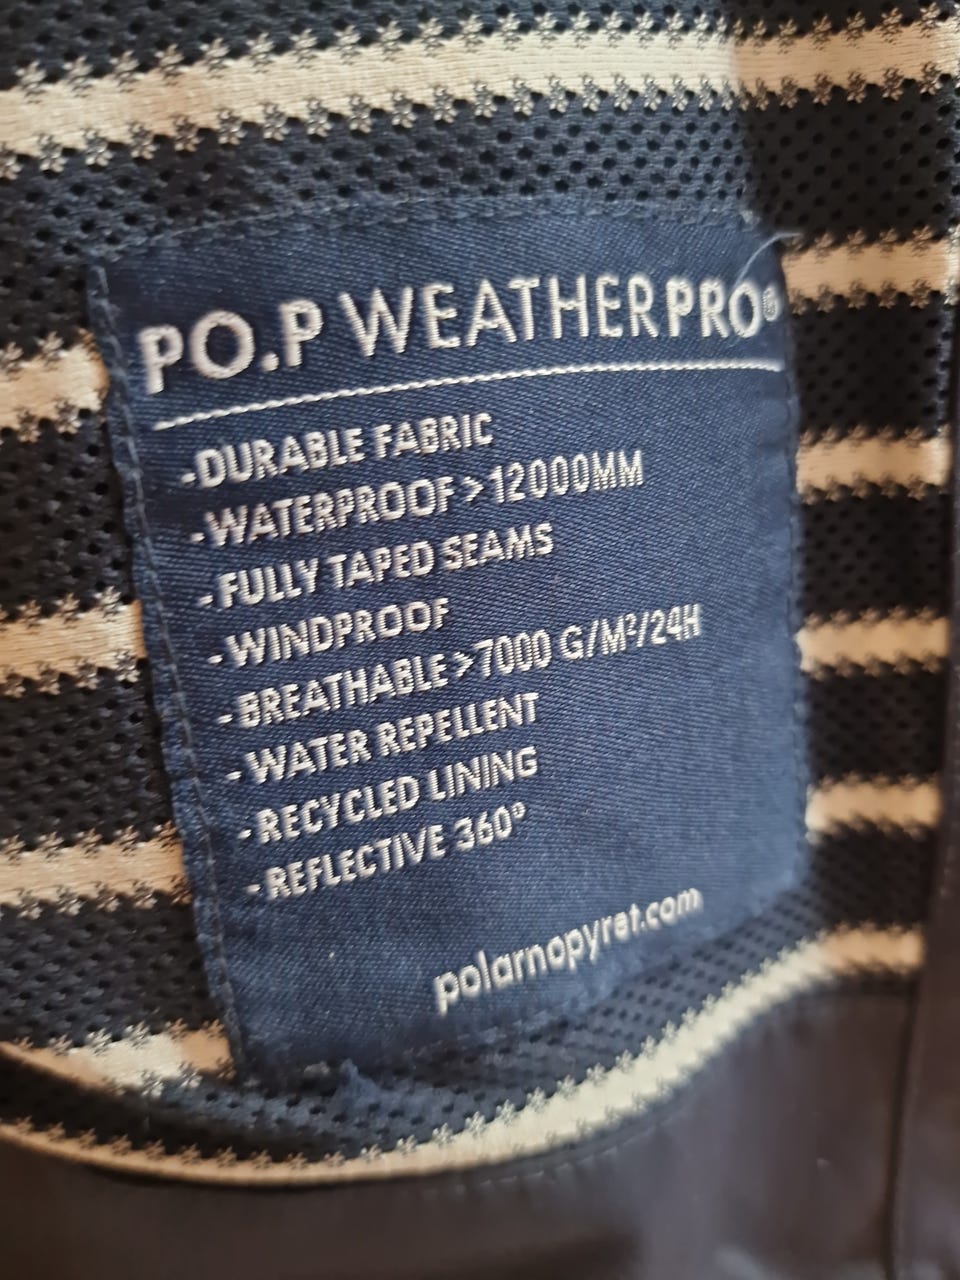 PO.P WEATHERPRO®
-DURABLE FABRIC
-WATERPROOF>12000MM
-FULLY TAPED SEAMS
-WINDPROOF
-BREATHABLE>7000 G/M²/24H
-WATER REPELLENT
-RECYCLED LINING
-REFLECTIVE 360°
polarnopyret.com